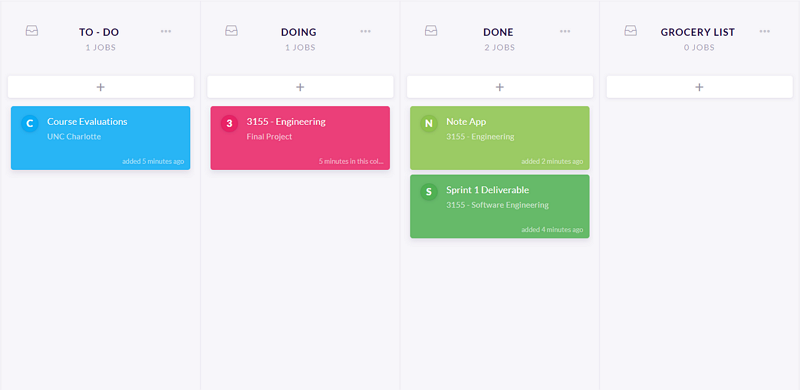 TO - DO
1 JOBS
+
C
Course Evaluations
UNC Charlotte
added 5 minutes ago
DOING
1 JOBS
+
3
3155 - Engineering
Final Project
5 minutes in this col...
DONE
2 JOBS
+
N
Note App
3155 - Engineering
added 2 minutes ago
S
Sprint 1 Deliverable
3155 - Software Engineering
added 4 minutes ago
GROCERY LIST
0 JOBS
+